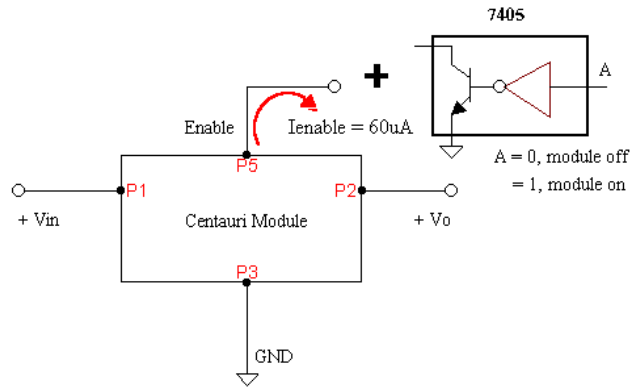 7405
A
Enable
Ienable = 60uA
A = 0, module off
= 1, module on
P5
P1
P2
+ Vin
Centauri Module
+ Vo
P3
GND